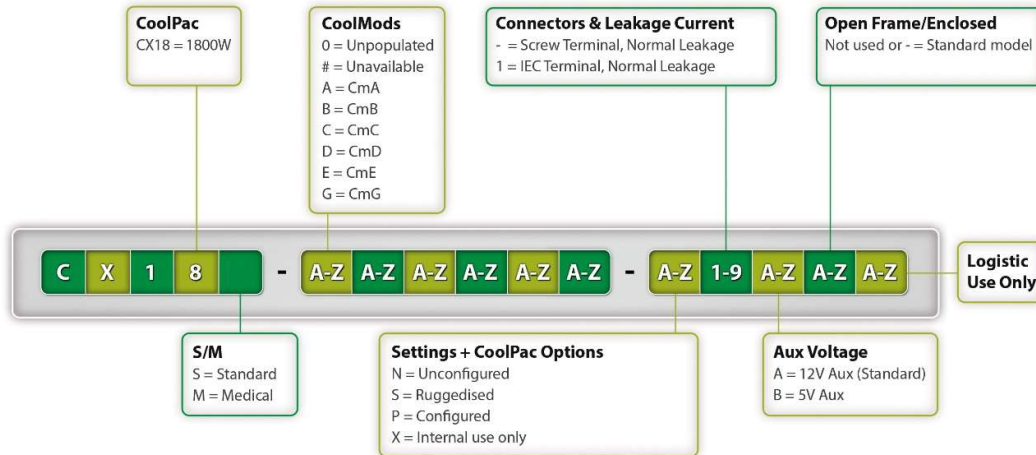 CoolPac
CX18 = 1800W
CoolMods
0 = Unpopulated
# = Unavailable
A = CmA
B = CmB
C = CmC
D = CmD
E = CmE
G = CmG
Connectors & Leakage Current
- = Screw Terminal, Normal Leakage
1 = IEC Terminal, Normal Leakage
Open Frame/Enclosed
Not used or - = Standard model
C X 1 8 - A-Z A-Z A-Z A-Z A-Z A-Z - A-Z 1-9 A-Z A-Z A-Z
Logistic
Use Only
S/M
S = Standard
M = Medical
Settings + CoolPac Options
N = Unconfigured
S = Ruggedised
P = Configured
X = Internal use only
Aux Voltage
A = 12V Aux (Standard)
B = 5V Aux